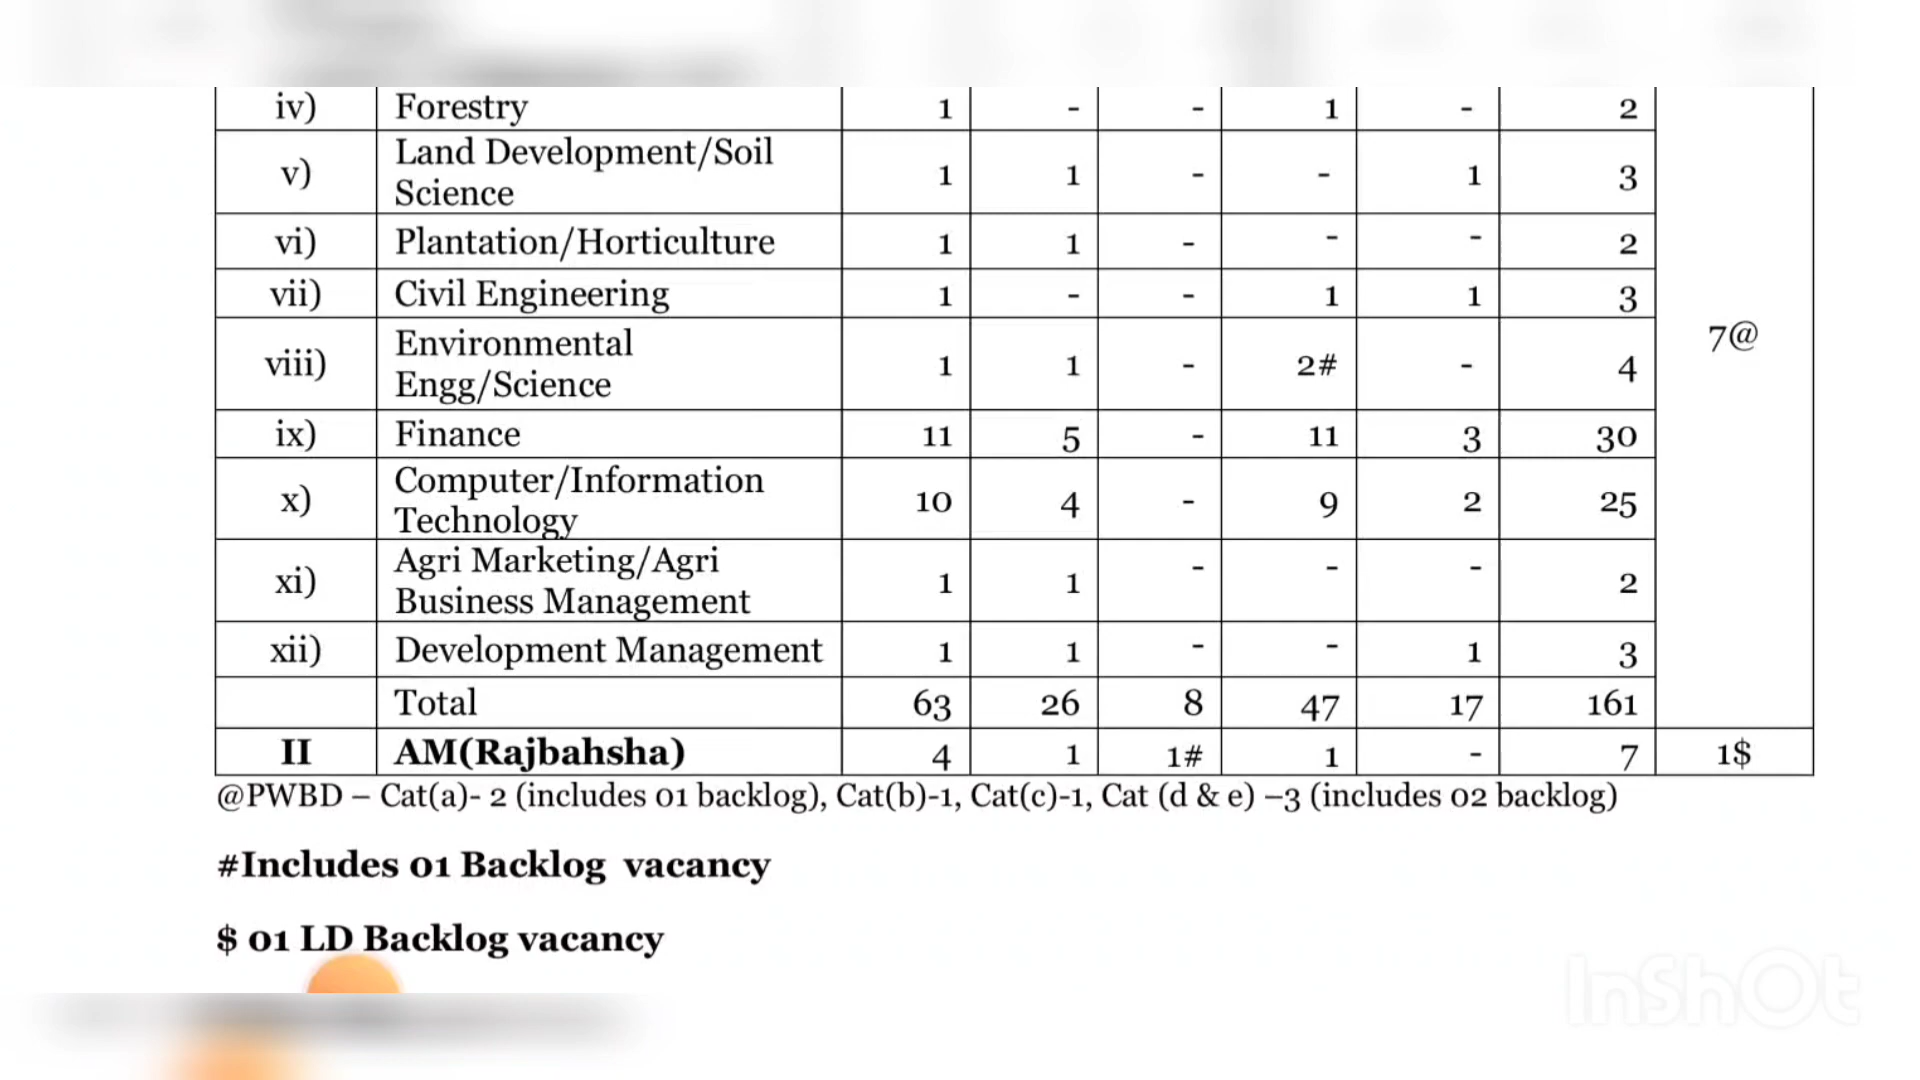 iv) Forestry 1 - - 1 - 2
v) Land Development/Soil Science 1 1 - - 1 3
vi) Plantation/Horticulture 1 1 - - - 2
vii) Civil Engineering 1 - - 1 1 3
viii) Environmental Engg/Science 1 1 - 2# - 4
7@
ix) Finance 11 5 - 11 3 30
x) Computer/Information Technology 10 4 - 9 2 25
xi) Agri Marketing/Agri Business Management 1 1 - - - 2
xii) Development Management 1 1 - - 1 3
Total 63 26 8 47 17 161
II AM(Rajbahsha) 4 1 1# 1 - 7 1$
@PWBD – Cat(a)- 2 (includes 01 backlog), Cat(b)-1, Cat(c)-1, Cat (d & e) –3 (includes 02 backlog)
#Includes 01 Backlog vacancy
$ 01 LD Backlog vacancy
InShOt